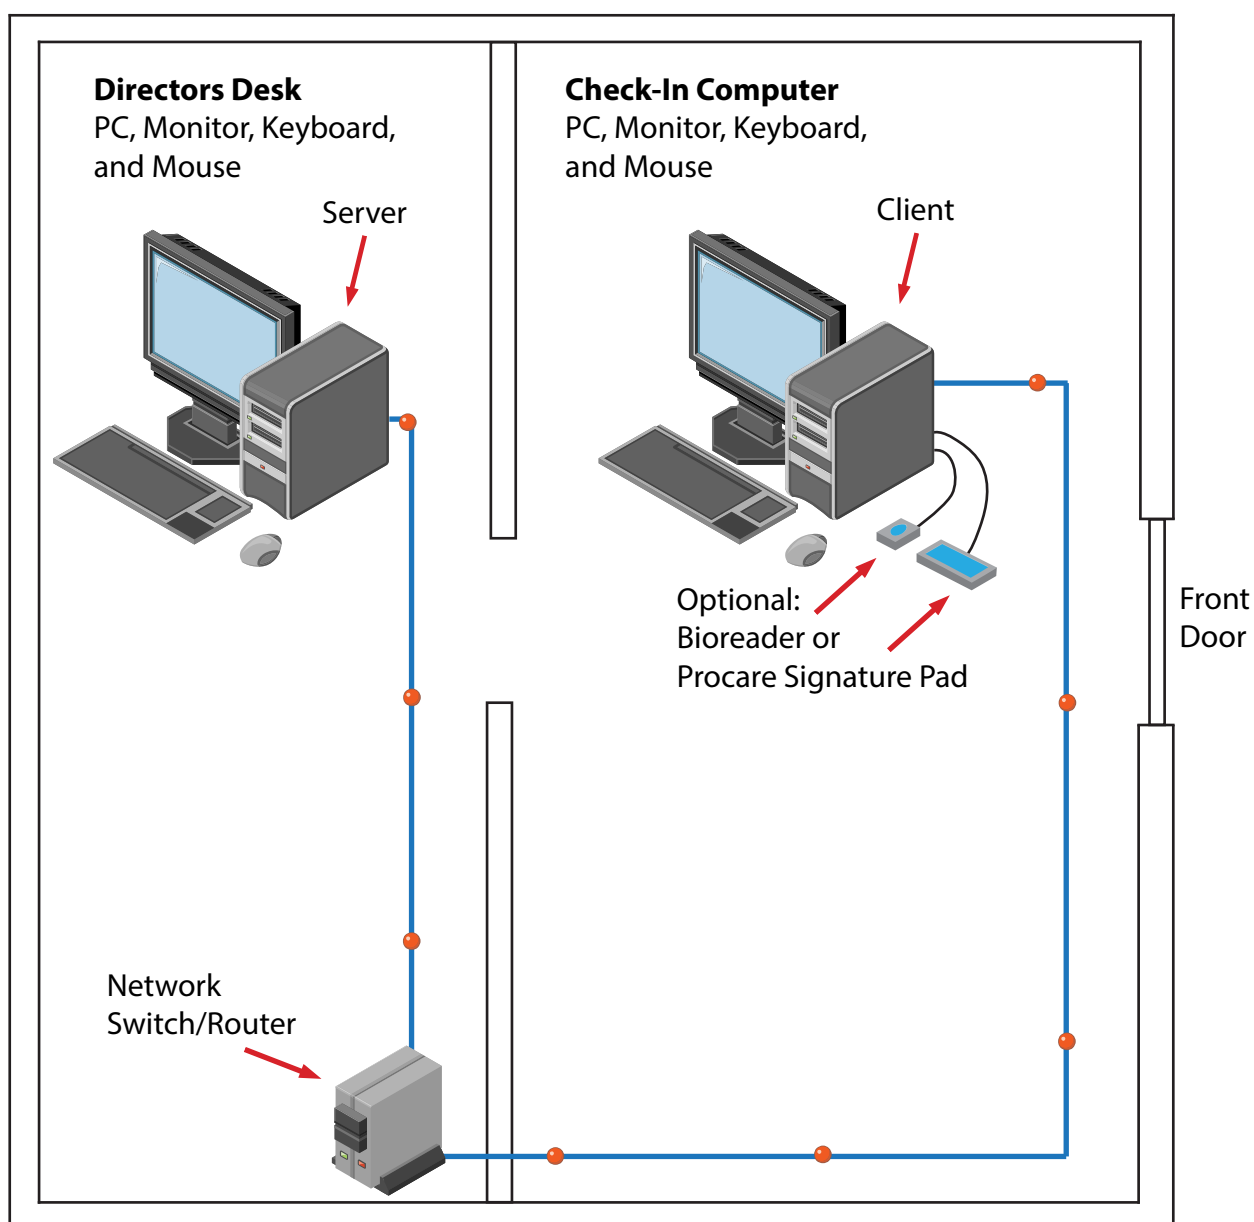 Directors Desk
PC, Monitor, Keyboard,
and Mouse
Server
Check-In Computer
PC, Monitor, Keyboard,
and Mouse
Client
Optional:
Bioreader or
Procare Signature Pad
Front
Door
Network
Switch/Router